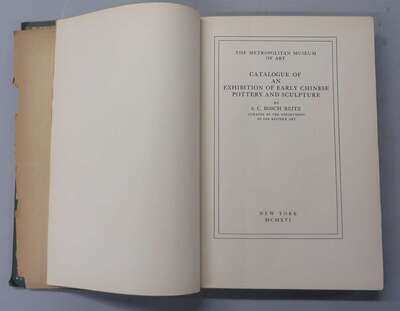 THE METROPOLITAN MUSEUM
OF ART
CATALOGUE OF
AN
EXHIBITION OF EARLY CHINESE
POTTERY AND SCULPTURE
BY
S. C. BOSCH REITZ
CURATOR OF THE DEPARTMENT
OF FAR EASTERN ART
NEW YORK
MCMXVI